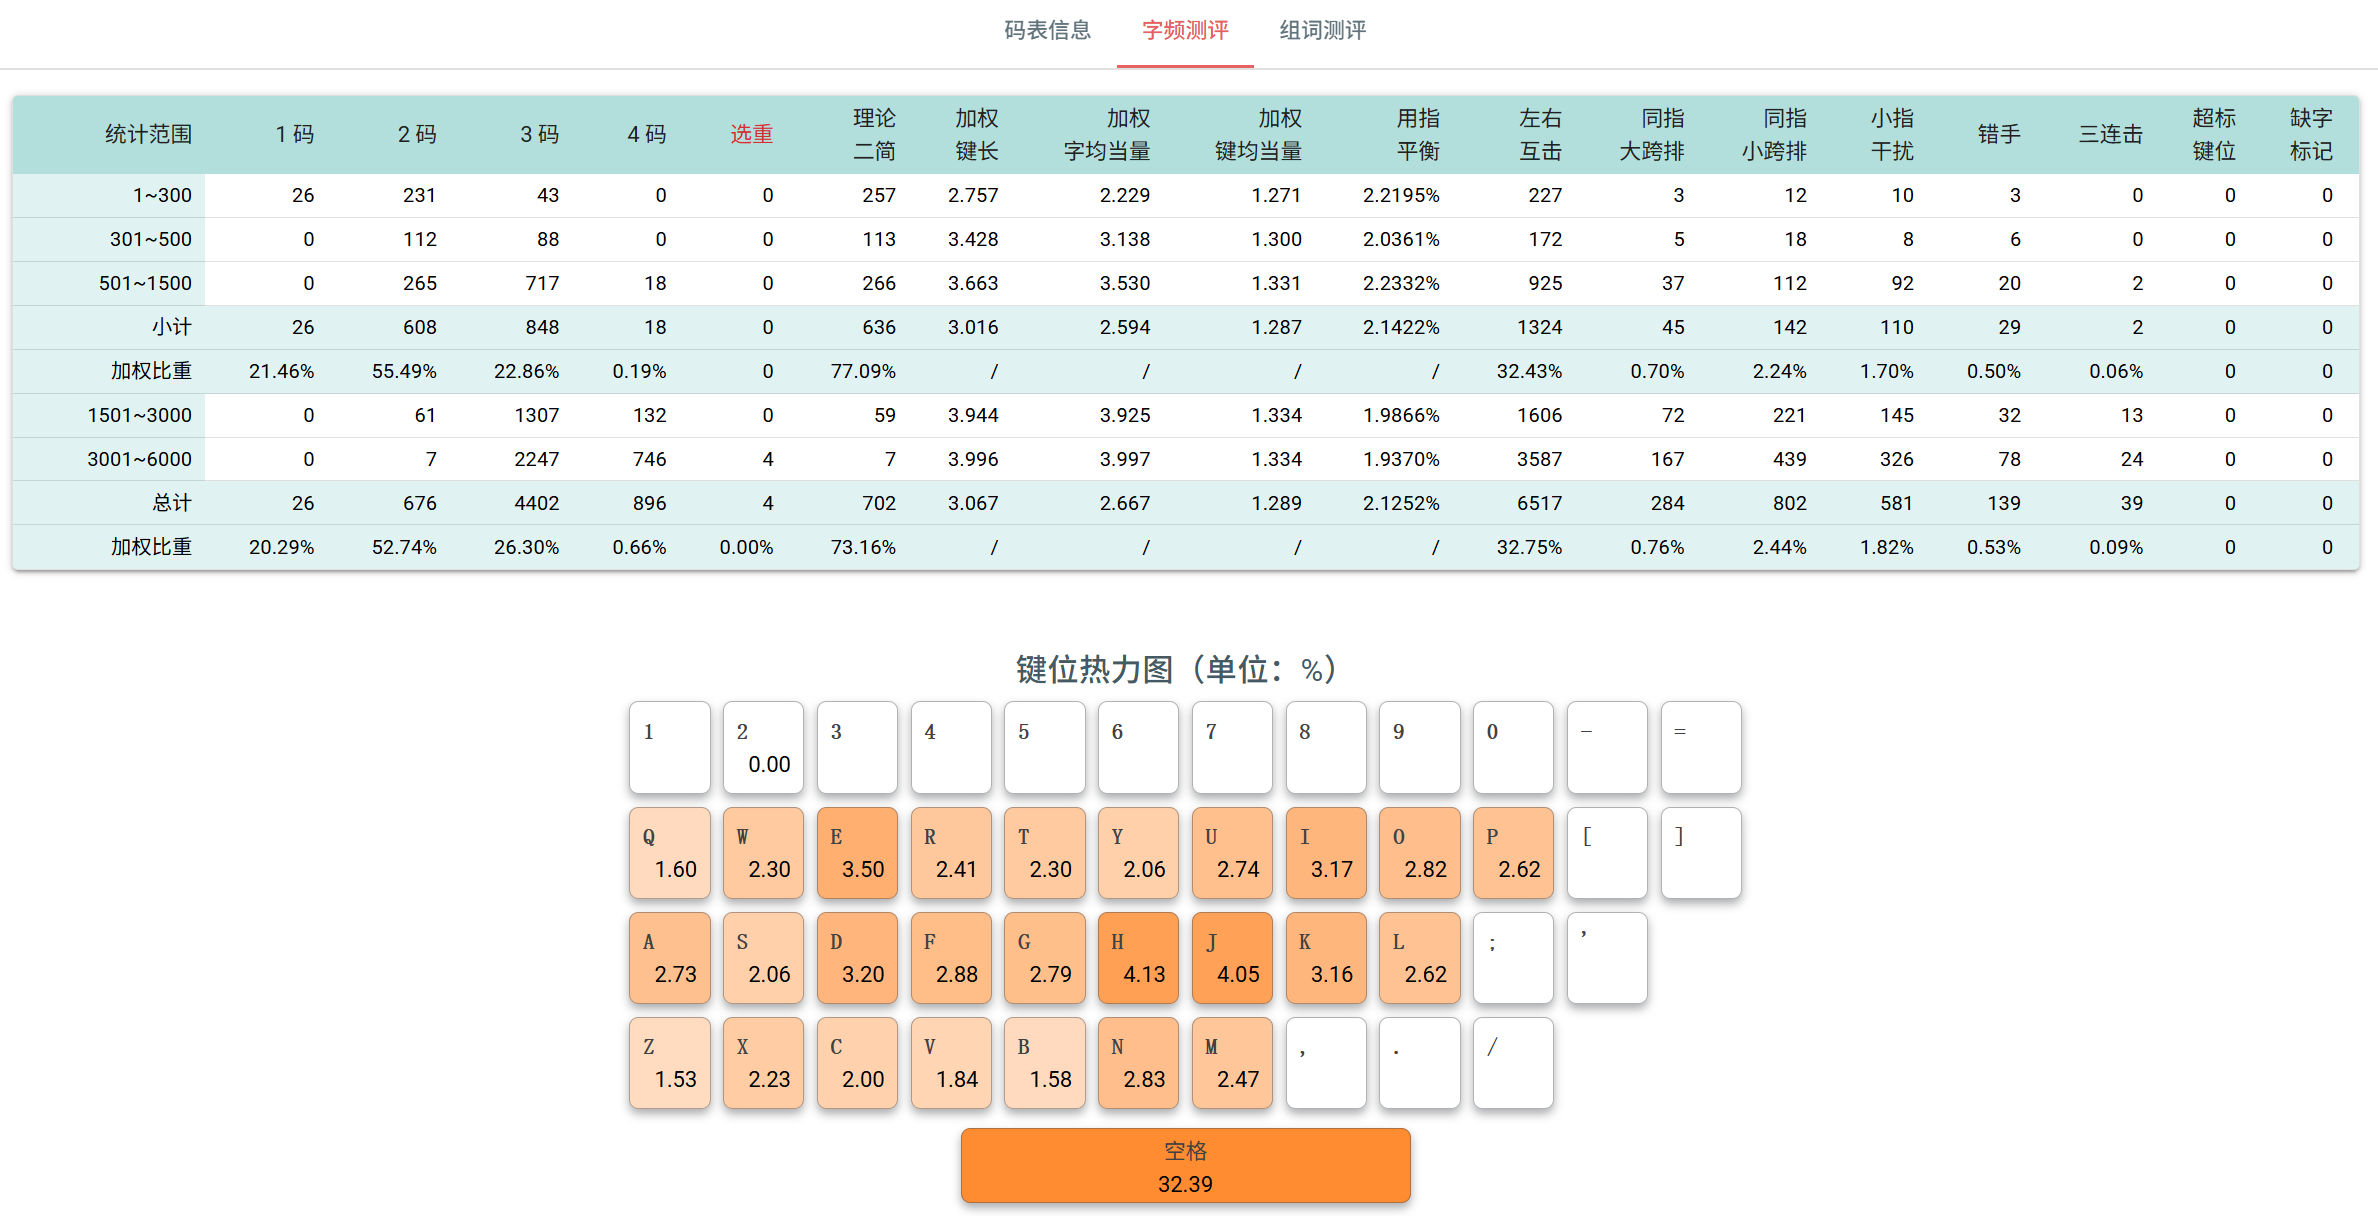 码表信息 字频测评 组词测评
统计范围 1 码 2 码 3 码 4 码 选重 理论二简 加权键长 加权字均当量 加权键均当量 用指平衡 左右互击 同指大跨排 同指小跨排 小指干扰 错手 三连击 超标键位 缺字标记
1~300 26 231 43 0 0 257 2.757 2.229 1.271 2.2195% 227 3 12 10 3 0 0 0
301~500 0 112 88 0 0 113 3.428 3.138 1.300 2.0361% 172 5 18 8 6 0 0 0
501~1500 0 265 717 18 0 266 3.663 3.530 1.331 2.2332% 925 37 112 92 20 2 0 0
小计 26 608 848 18 0 636 3.016 2.594 1.287 2.1422% 1324 45 142 110 29 2 0 0
加权比重 21.46% 55.49% 22.86% 0.19% 0 77.09% / / / / 32.43% 0.70% 2.24% 1.70% 0.50% 0.06% 0 0
1501~3000 0 61 1307 132 0 59 3.944 3.925 1.334 1.9866% 1606 72 221 145 32 13 0 0
3001~6000 0 7 2247 746 4 7 3.996 3.997 1.334 1.9370% 3587 167 439 326 78 24 0 0
总计 26 676 4402 896 4 702 3.067 2.667 1.289 2.1252% 6517 284 802 581 139 39 0 0
加权比重 20.29% 52.74% 26.30% 0.66% 0.00% 73.16% / / / / 32.75% 0.76% 2.44% 1.82% 0.53% 0.09% 0 0
键位热力图（单位：%）
1 2 3 4 5 6 7 8 9 0 - =
0.00
Q W E R T Y U I O P [ ]
1.60 2.30 3.50 2.41 2.30 2.06 2.74 3.17 2.82 2.62
A S D F G H J K L ; '
2.73 2.06 3.20 2.88 2.79 4.13 4.05 3.16 2.62
Z X C V B N M , . /
1.53 2.23 2.00 1.84 1.58 2.83 2.47
空格
32.39